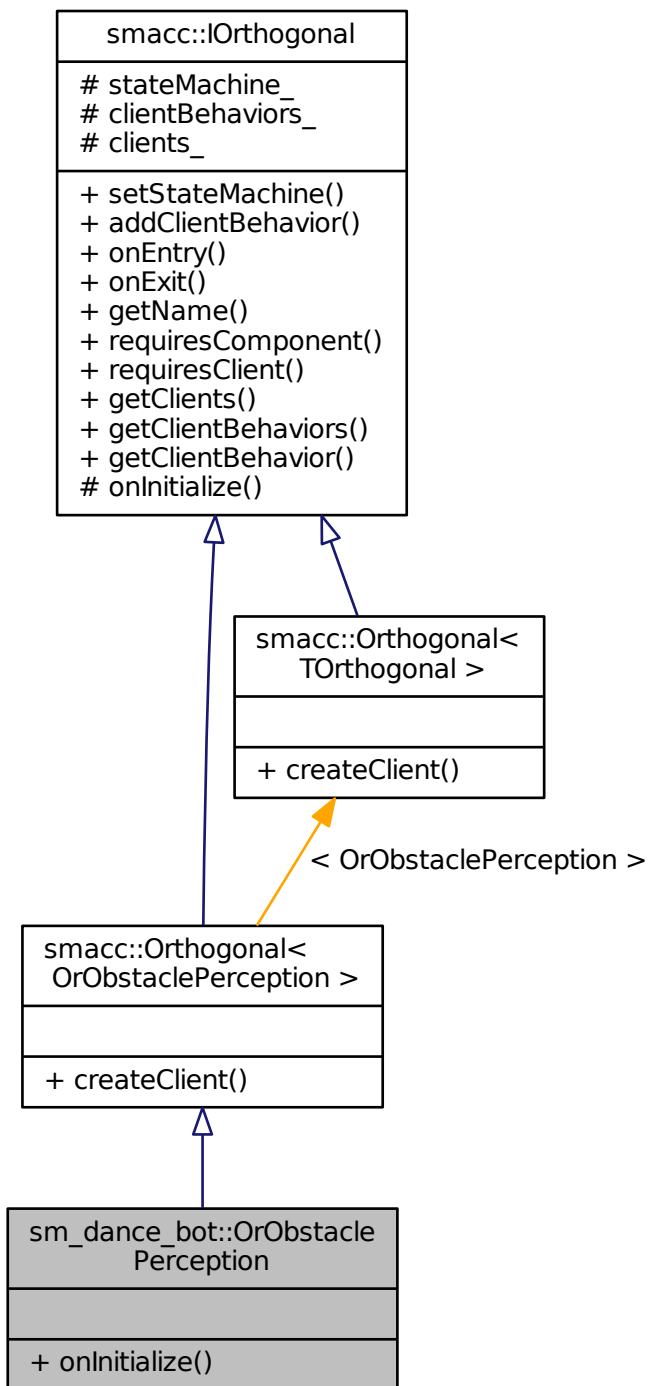 smacc::IOrthogonal
# stateMachine_
# clientBehaviors_
# clients_
+ setStateMachine()
+ addClientBehavior()
+ onEntry()
+ onExit()
+ getName()
+ requiresComponent()
+ requiresClient()
+ getClients()
+ getClientBehaviors()
+ getClientBehavior()
# onInitialize()
smacc::Orthogonal<
TOrthogonal >
+ createClient()
< OrObstaclePerception >
smacc::Orthogonal<
OrObstaclePerception >
+ createClient()
sm_dance_bot::OrObstacle
Perception
+ onInitialize()